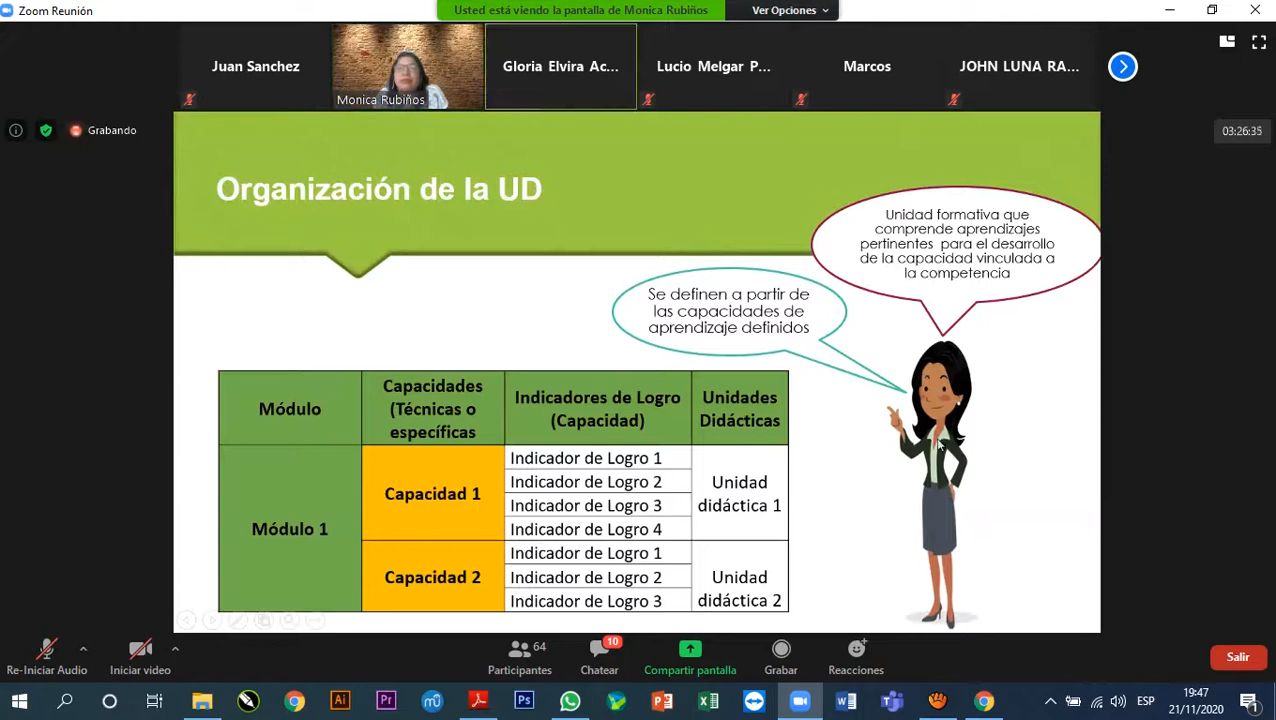 Zoom Reunión
Usted está viendo la pantalla de Monica Rubiños
Ver Opciones
Juan Sanchez
Monica Rubiños
Gloria Elvira Ac...
Lucio Melgar P...
Marcos
JOHN LUNA RA...
Grabando
03:26:35
Organización de la UD
Unidad formativa que
comprende aprendizajes
pertinentes para el desarrollo
de la capacidad vinculada a
la competencia
Se definen a partir de
las capacidades de
aprendizaje definidos
Módulo
Capacidades
(Técnicas o
específicas
Indicadores de Logro
(Capacidad)
Unidades
Didácticas
Módulo 1
Capacidad 1
Indicador de Logro 1
Indicador de Logro 2
Indicador de Logro 3
Indicador de Logro 4
Unidad
didáctica 1
Capacidad 2
Indicador de Logro 1
Indicador de Logro 2
Indicador de Logro 3
Unidad
didáctica 2
Re-Iniciar Audio
Iniciar video
64
Participantes
10
Chatear
Compartir pantalla
Grabar
Reacciones
Salir
Ai
Pr
Ps
ESP
19:47
21/11/2020
1